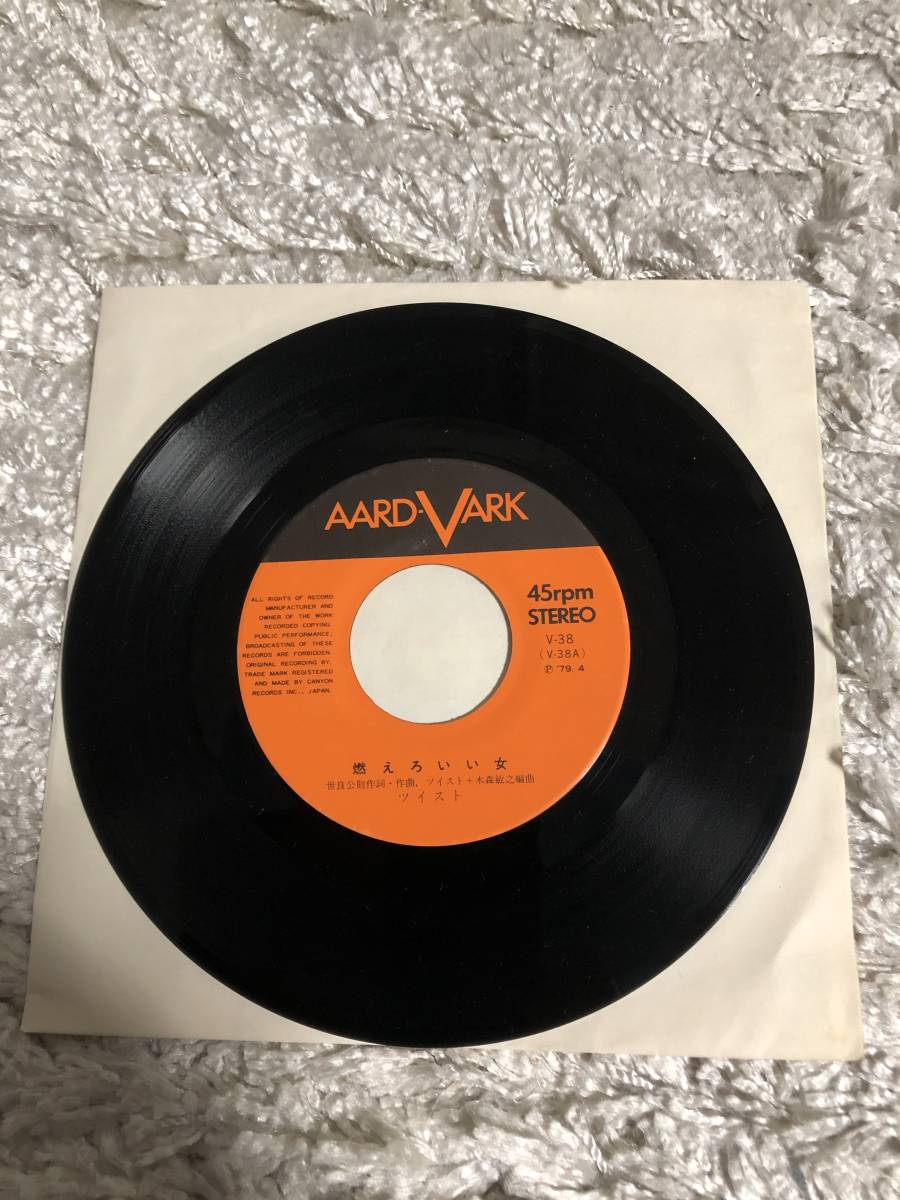 AARD-VARK
ALL RIGHTS OF RECORD
MANUFACTURER AND
OWNER OF THE WORK
RECORDED COPYING,
PUBLIC PERFORMANCE,
BROADCASTING OF THESE
RECORDS ARE FORBIDDEN.
ORIGINAL RECORDING BY,
TRADE MARK REGISTERED
AND MADE BY CANYON
RECORDS INC., JAPAN.
45rpm
STEREO
V-38
(V-38A)
Ⓟ '79. 4
燃えろいい女
世良公則作詞・作曲, ツイスト+木森敏之編曲
ツイスト